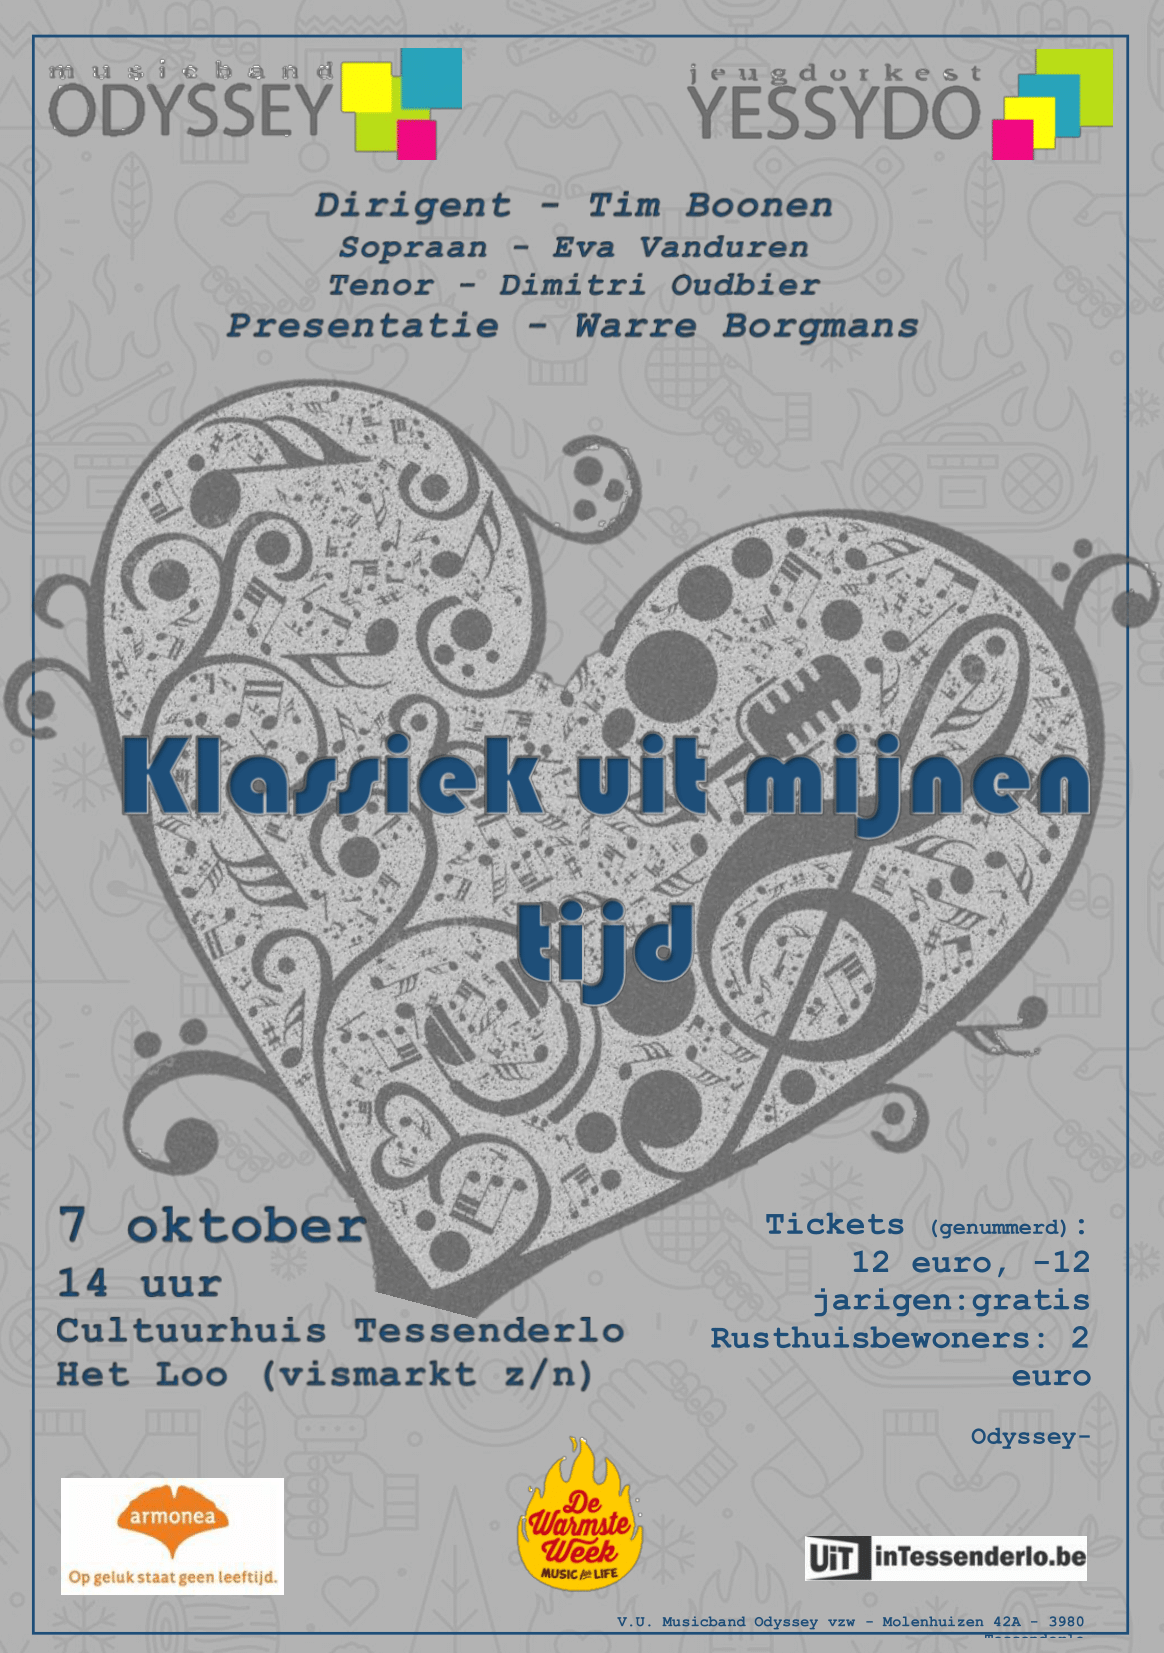 musicband
ODYSSEY
jeugdorkest
YESSYDO
Dirigent - Tim Boonen
Sopraan - Eva Vanduren
Tenor - Dimitri Oudbier
Presentatie - Warre Borgmans
Klassiek uit mijnen
tijd
7 oktober
14 uur
Cultuurhuis Tessenderlo
Het Loo (vismarkt z/n)
Tickets (genummerd):
12 euro, -12
jarigen:gratis
Rusthuisbewoners: 2
euro
Odyssey-
armonea
Op geluk staat geen leeftijd.
De
Warmste
Week
MUSIC for LIFE
UiT inTessenderlo.be
V.U. Musicband Odyssey vzw - Molenhuizen 42A - 3980